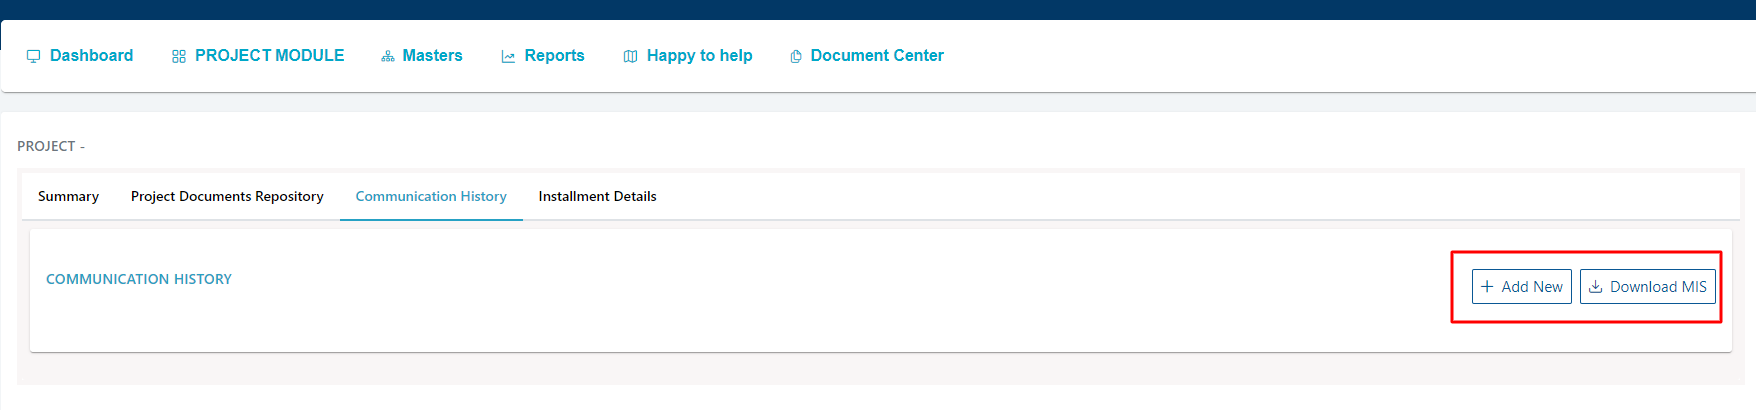 Dashboard PROJECT MODULE Masters Reports Happy to help Document Center
PROJECT -
Summary Project Documents Repository Communication History Installment Details
COMMUNICATION HISTORY
Add New Download MIS